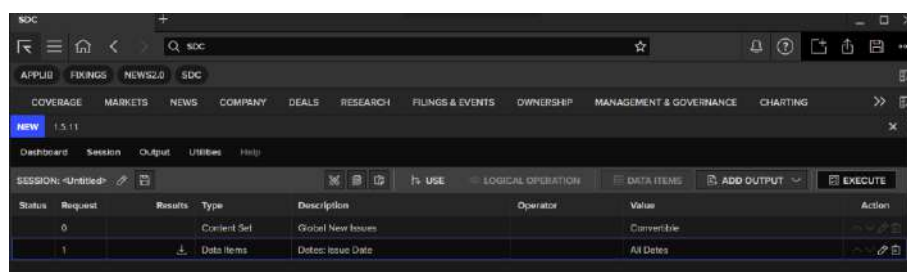 SDC
SDC
APPLIB FIXINGS NEWS2.0 SDC
COVERAGE MARKETS NEWS COMPANY DEALS RESEARCH FILINGS & EVENTS OWNERSHIP MANAGEMENT & GOVERNANCE CHARTING
NEW 1.5.11
Dashboard Session Output Utilities Help
SESSION: <Untitled> USE LOGICAL OPERATION DATA ITEMS ADD OUTPUT EXECUTE
Status Request Results Type Description Operator Value Action
0 Content Set Global New Issues Convertible
1 Data Items Dates: Issue Date All Dates